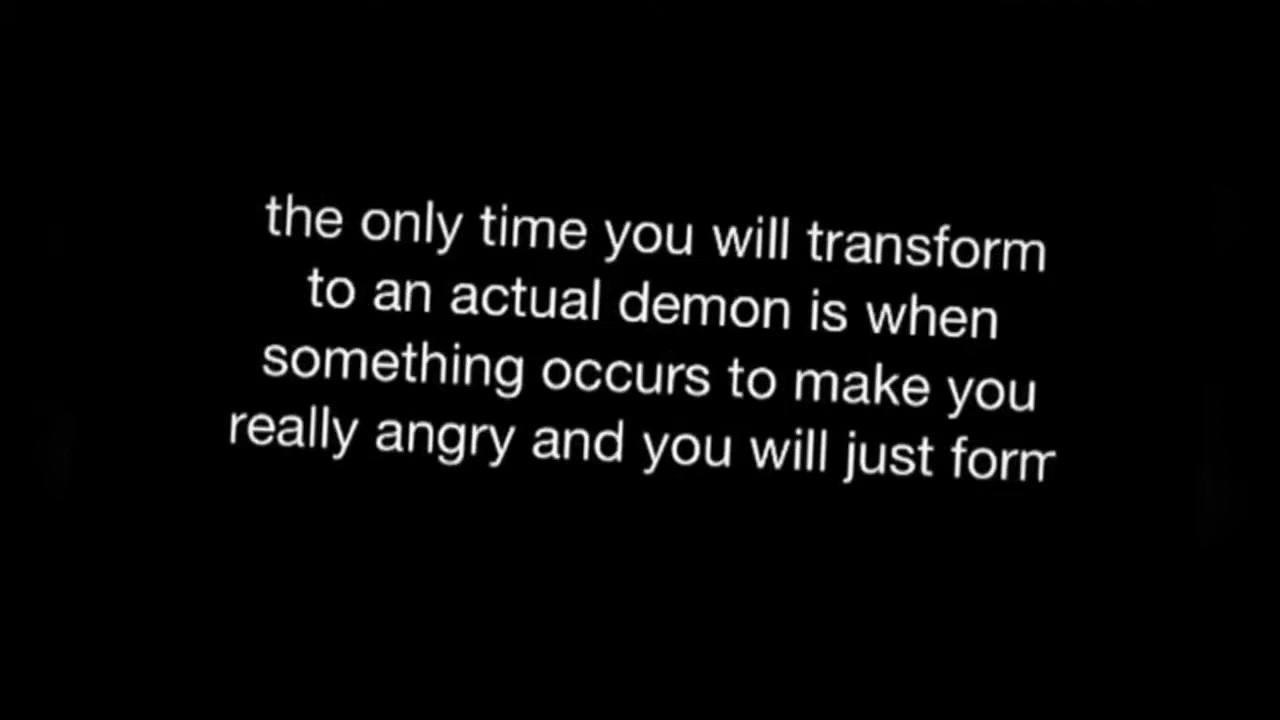 the only time you will transform
to an actual demon is when
something occurs to make you
really angry and you will just form